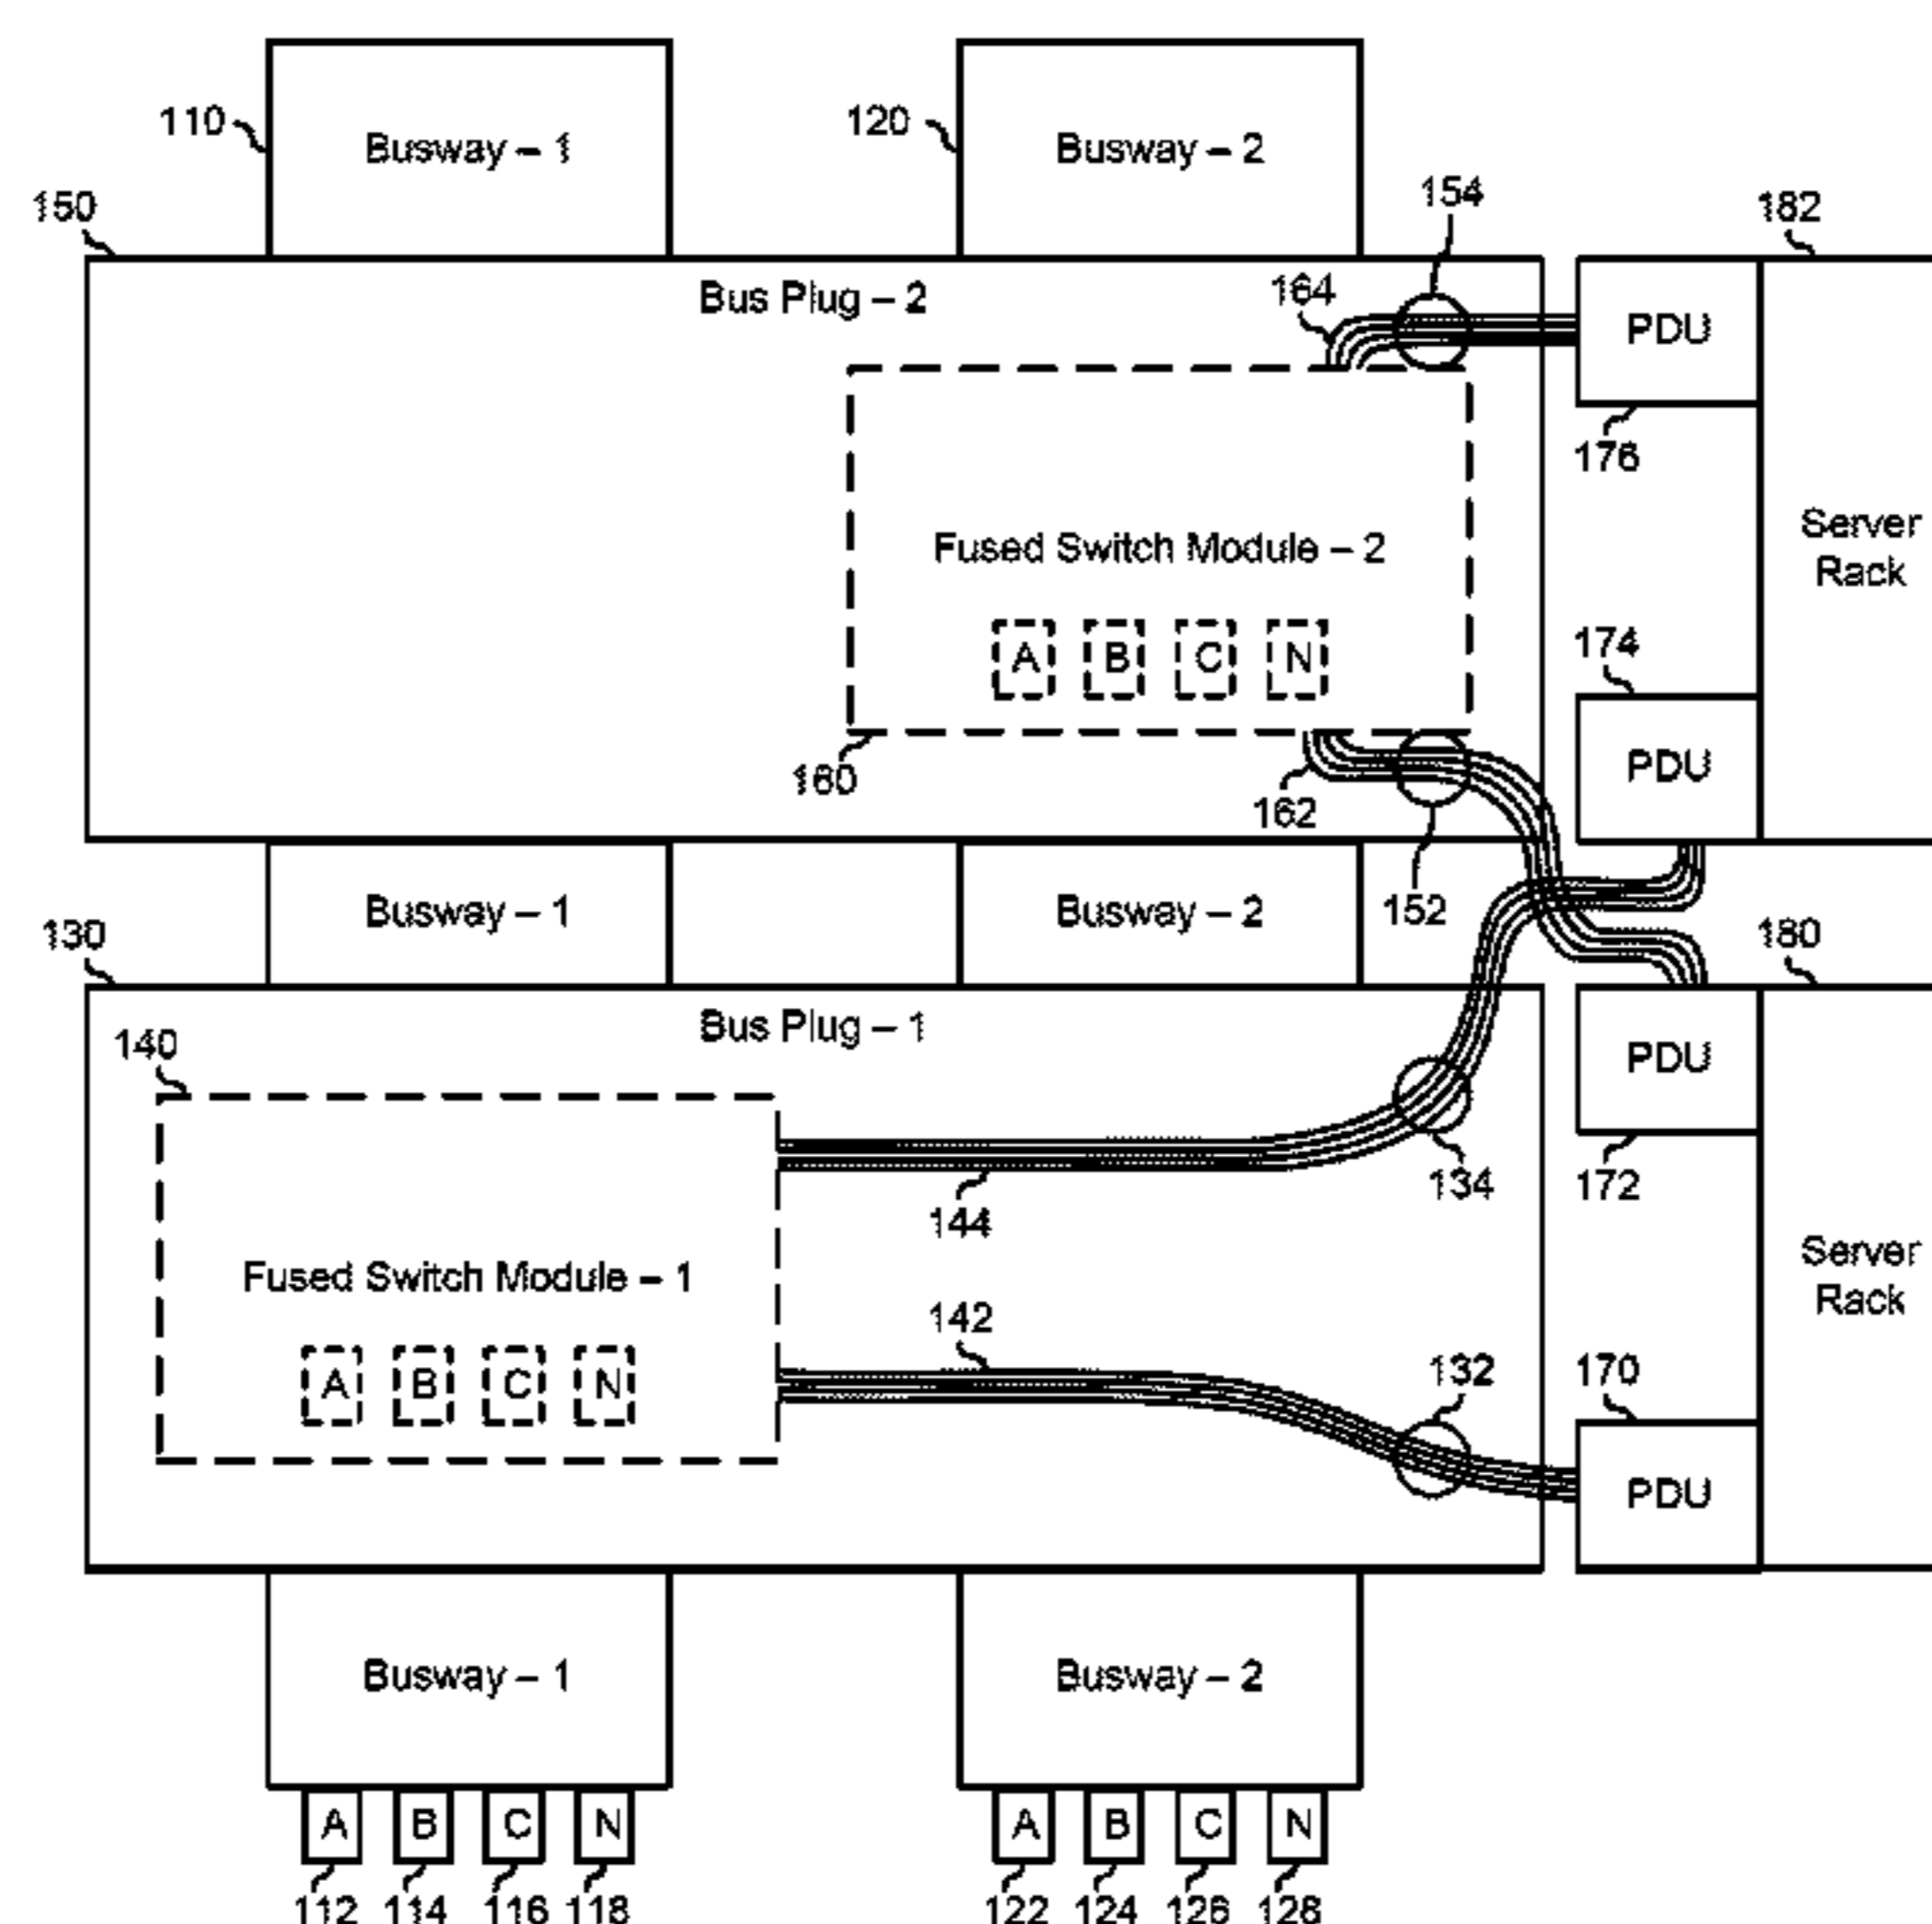 110
Busway – 1
120
Busway – 2
150
154
182
Bus Plug – 2
164
PDU
176
Fused Switch Module – 2
Server
Rack
A B C N
174
160
162
PDU
152
130
Busway – 1
Busway – 2
180
Bus Plug – 1
140
PDU
134
172
144
Fused Switch Module – 1
Server
Rack
142
A B C N
132
170
PDU
Busway – 1
Busway – 2
A B C N
A B C N
112 114 116 118
122 124 126 128